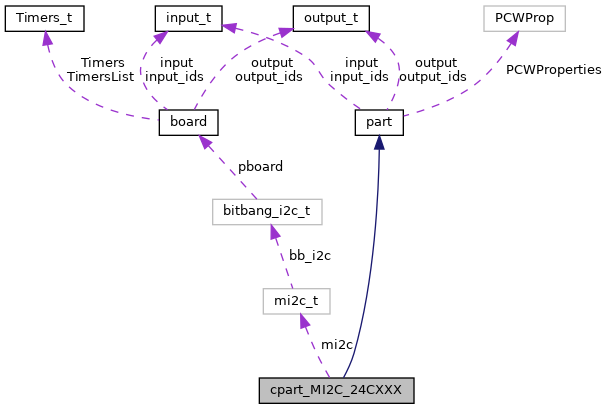 Timers_t
input_t
output_t
PCWProp
Timers
TimersList
input
input_ids
output
output_ids
input
input_ids
output
output_ids
PCWProperties
board
part
pboard
bitbang_i2c_t
bb_i2c
mi2c_t
mi2c
cpart_MI2C_24CXXX